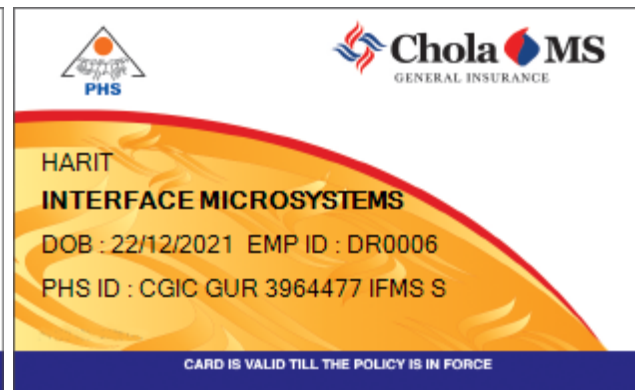 PHS
Chola MS
GENERAL INSURANCE
HARIT
INTERFACE MICROSYSTEMS
DOB : 22/12/2021 EMP ID : DR0006
PHS ID : CGIC GUR 3964477 IFMS S
CARD IS VALID TILL THE POLICY IS IN FORCE